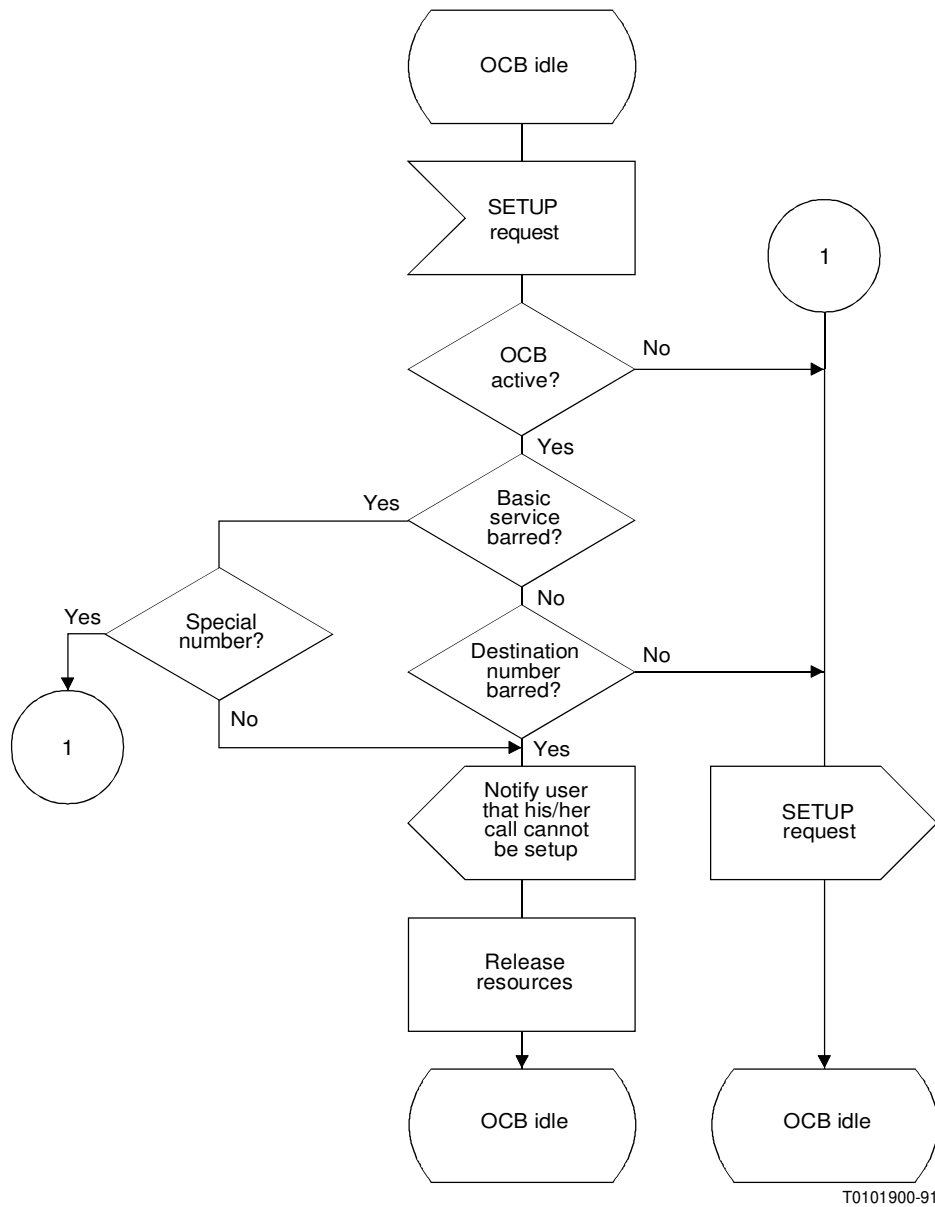 OCB idle
SETUP
request
1
OCB
active?
No
Yes
Basic
service
barred?
Yes
No
Special
number?
Yes
No
Destination
number
barred?
No
Yes
1
Notify user
that his/her
call cannot
be setup
SETUP
request
Release
resources
OCB idle
OCB idle
T0101900-91